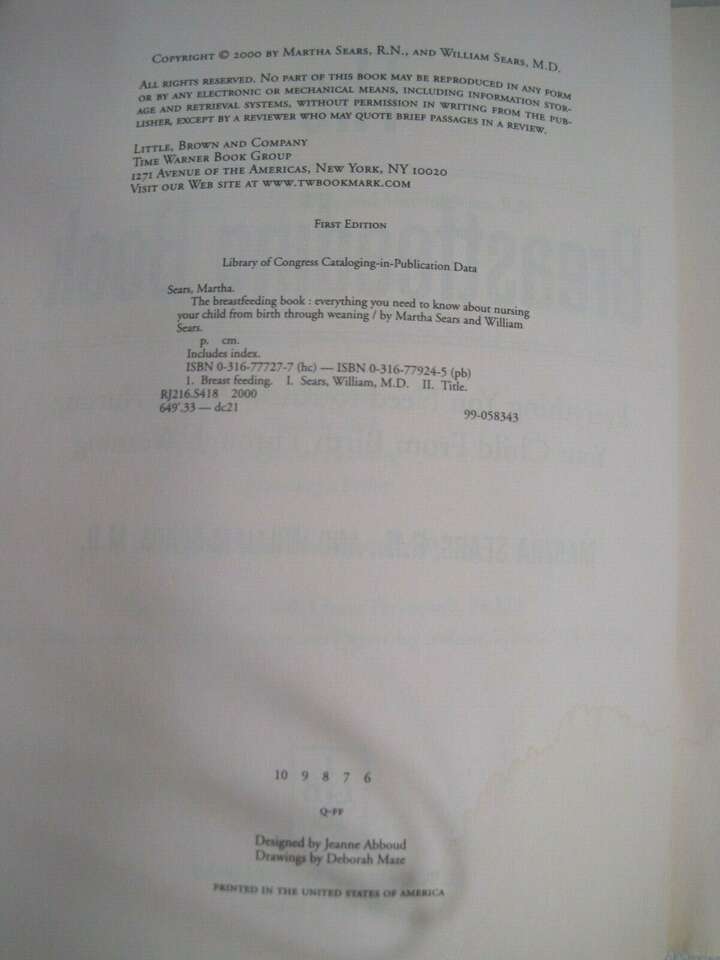 Copyright © 2000 by Martha Sears, R.N., and William Sears, M.D.
All rights reserved. No part of this book may be reproduced in any form
or by any electronic or mechanical means, including information stor-
age and retrieval systems, without permission in writing from the pub-
lisher, except by a reviewer who may quote brief passages in a review.
Little, Brown and Company
Time Warner Book Group
1271 Avenue of the Americas, New York, NY 10020
Visit our Web site at www.twbookmark.com
First Edition
Library of Congress Cataloging-in-Publication Data
Sears, Martha.
The breastfeeding book : everything you need to know about nursing
your child from birth through weaning / by Martha Sears and William
Sears.
p. cm.
Includes index.
ISBN 0-316-77727-7 (hc) — ISBN 0-316-77924-5 (pb)
1. Breast feeding. I. Sears, William, M.D. II. Title.
RJ216.S418 2000
649'.33 — dc21
99-058343
10 9 8 7 6
Q-FF
Designed by Jeanne Abboud
Drawings by Deborah Maze
Printed in the United States of America